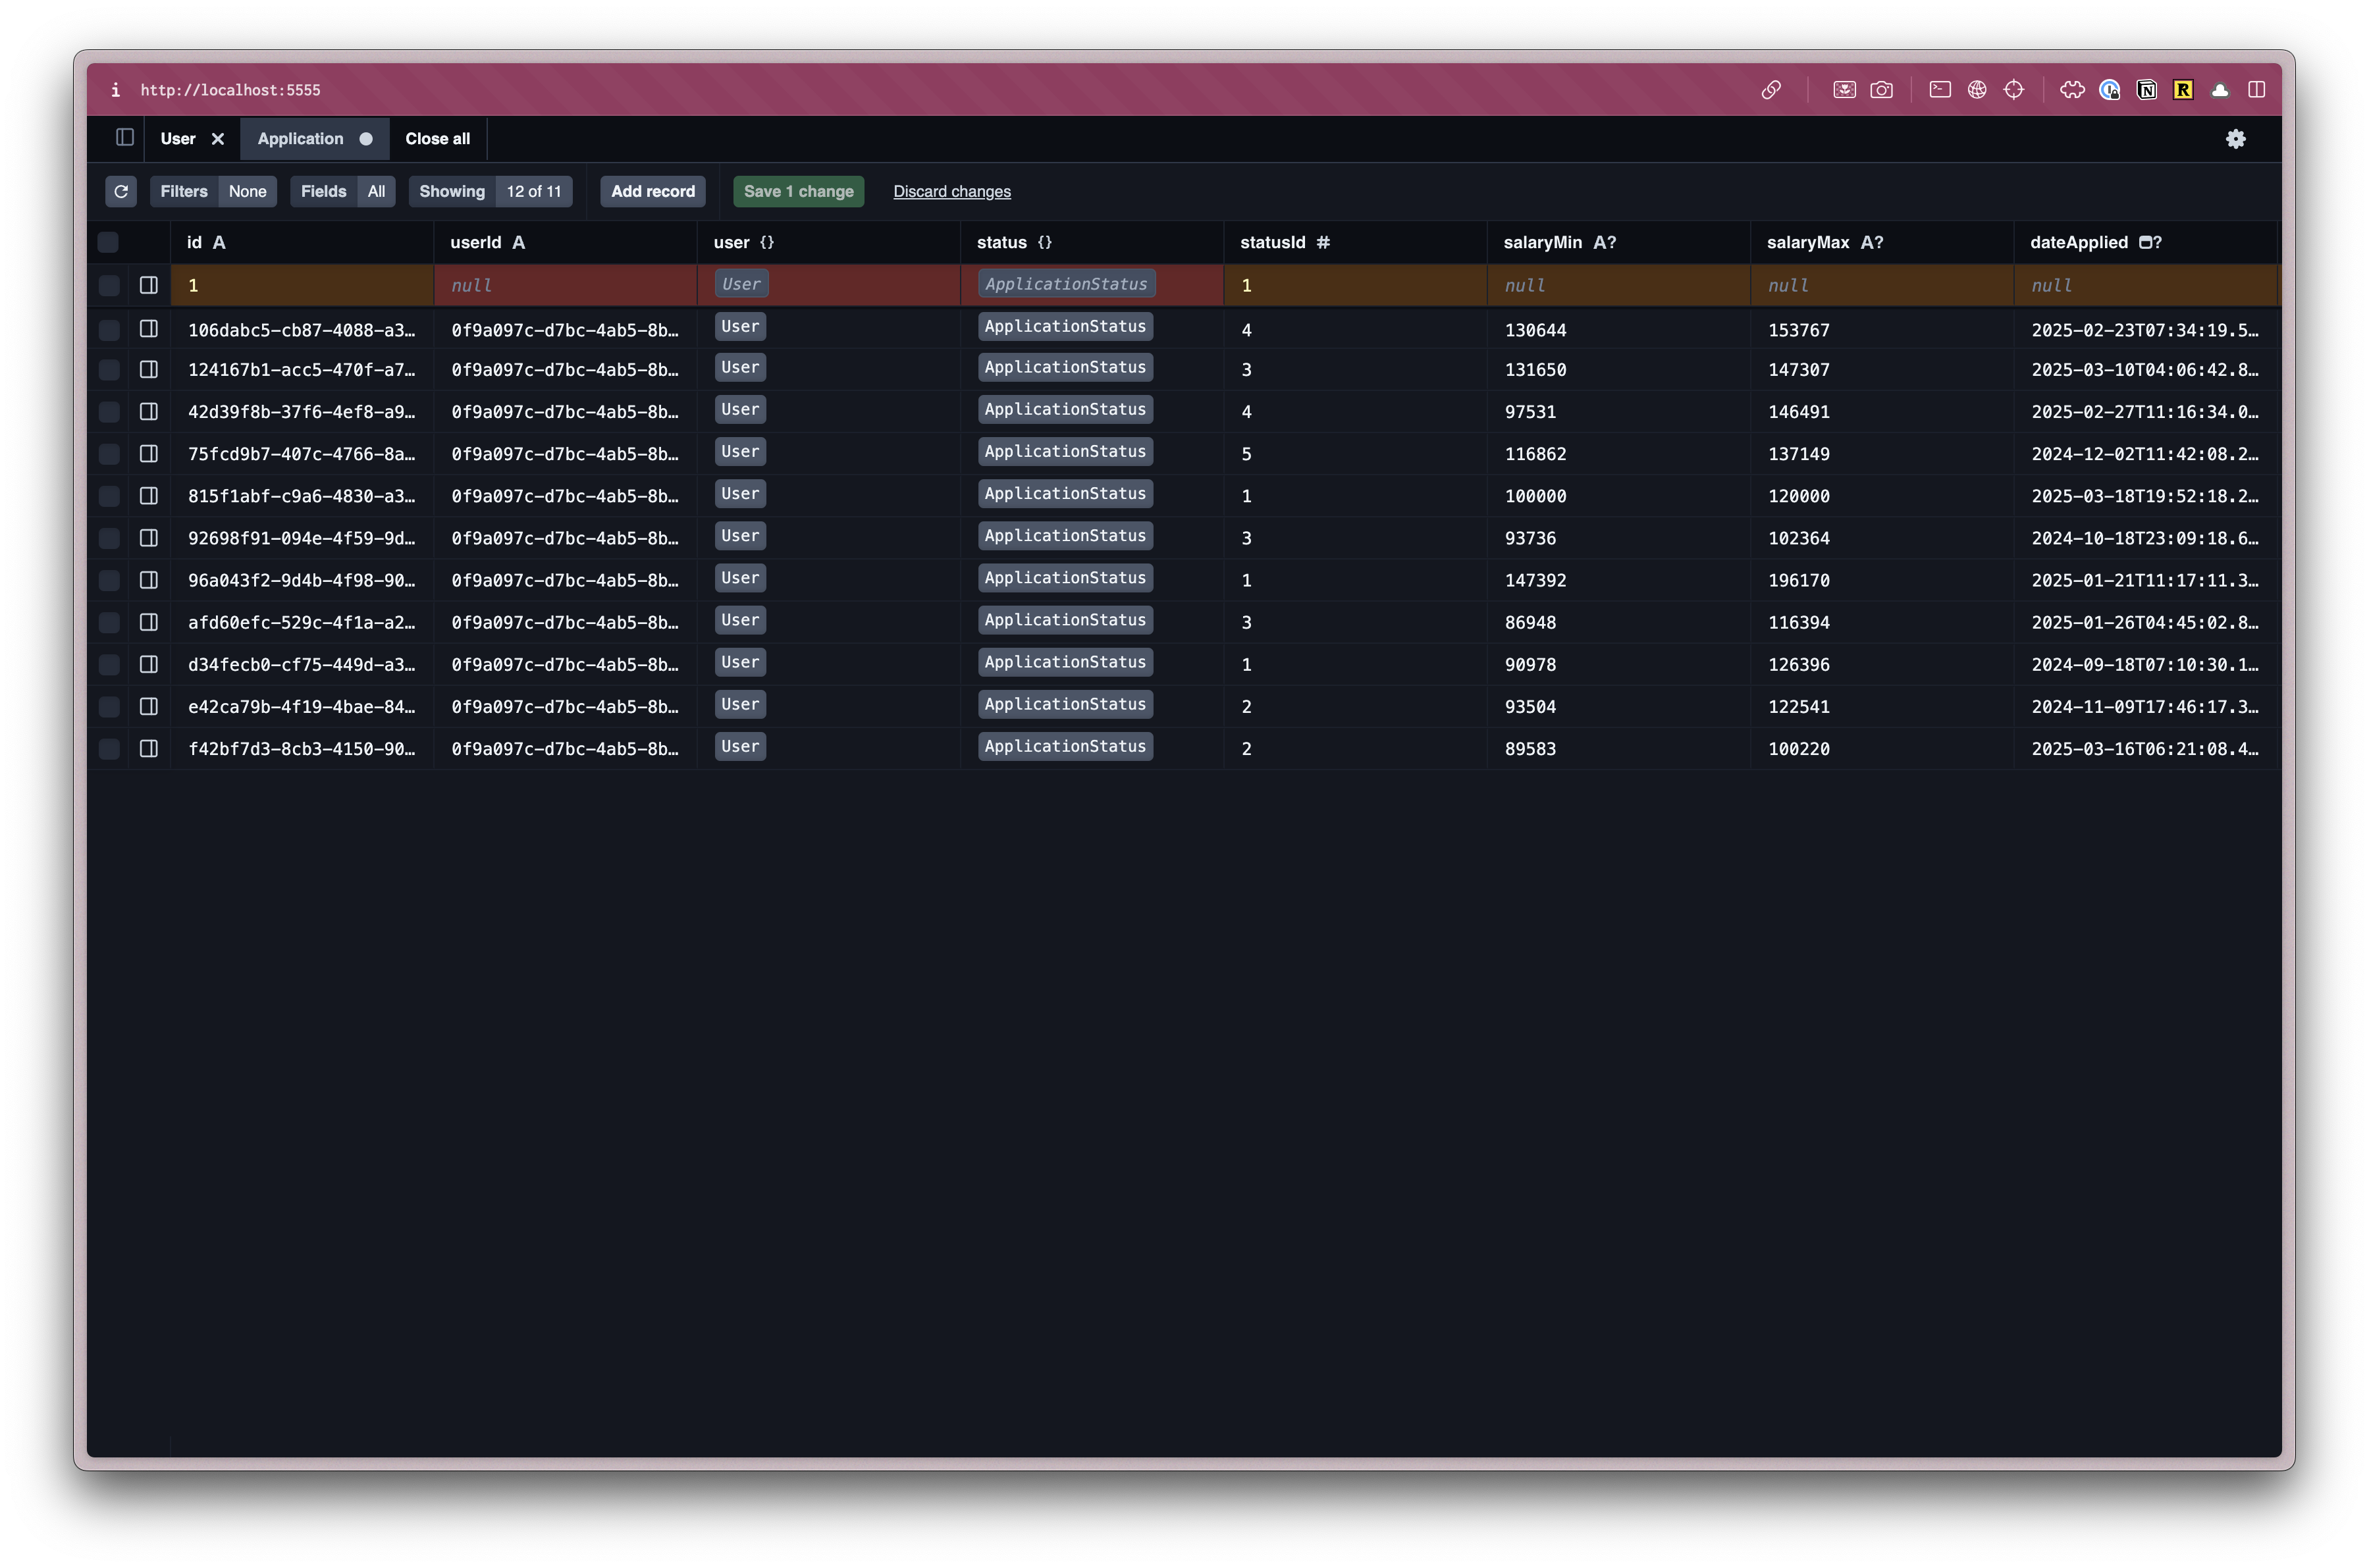 i http://localhost:5555
User Application Close all
Filters None Fields All Showing 12 of 11 Add record Save 1 change Discard changes
id A userId A user {} status {} statusId # salaryMin A? salaryMax A? dateApplied ?
1 null User ApplicationStatus 1 null null null
106dabc5-cb87-4088-a3… 0f9a097c-d7bc-4ab5-8b… User ApplicationStatus 4 130644 153767 2025-02-23T07:34:19.5…
124167b1-acc5-470f-a7… 0f9a097c-d7bc-4ab5-8b… User ApplicationStatus 3 131650 147307 2025-03-10T04:06:42.8…
42d39f8b-37f6-4ef8-a9… 0f9a097c-d7bc-4ab5-8b… User ApplicationStatus 4 97531 146491 2025-02-27T11:16:34.0…
75fcd9b7-407c-4766-8a… 0f9a097c-d7bc-4ab5-8b… User ApplicationStatus 5 116862 137149 2024-12-02T11:42:08.2…
815f1abf-c9a6-4830-a3… 0f9a097c-d7bc-4ab5-8b… User ApplicationStatus 1 100000 120000 2025-03-18T19:52:18.2…
92698f91-094e-4f59-9d… 0f9a097c-d7bc-4ab5-8b… User ApplicationStatus 3 93736 102364 2024-10-18T23:09:18.6…
96a043f2-9d4b-4f98-90… 0f9a097c-d7bc-4ab5-8b… User ApplicationStatus 1 147392 196170 2025-01-21T11:17:11.3…
afd60efc-529c-4f1a-a2… 0f9a097c-d7bc-4ab5-8b… User ApplicationStatus 3 86948 116394 2025-01-26T04:45:02.8…
d34fecb0-cf75-449d-a3… 0f9a097c-d7bc-4ab5-8b… User ApplicationStatus 1 90978 126396 2024-09-18T07:10:30.1…
e42ca79b-4f19-4bae-84… 0f9a097c-d7bc-4ab5-8b… User ApplicationStatus 2 93504 122541 2024-11-09T17:46:17.3…
f42bf7d3-8cb3-4150-90… 0f9a097c-d7bc-4ab5-8b… User ApplicationStatus 2 89583 100220 2025-03-16T06:21:08.4…